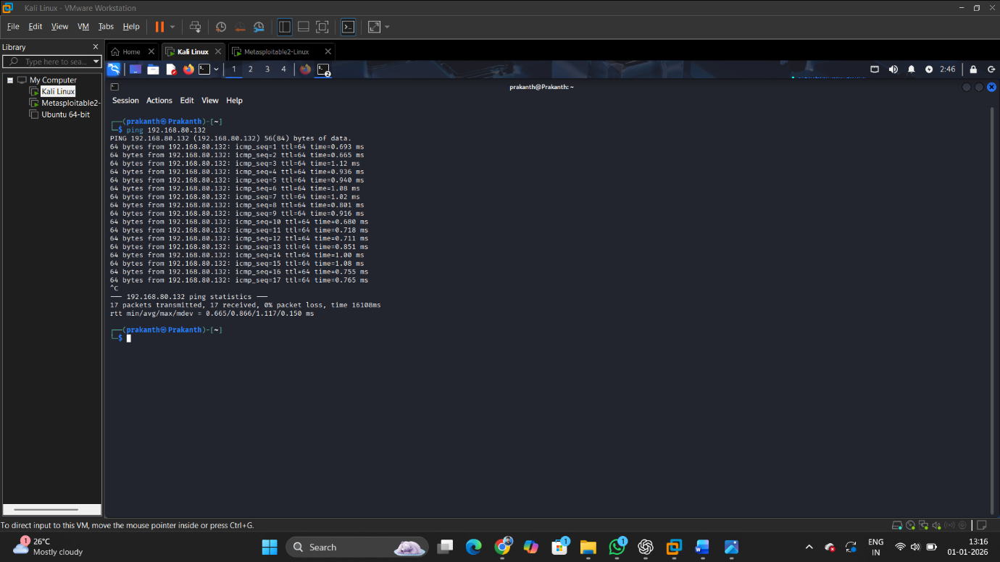 Kali Linux - VMware Workstation
File Edit View VM Tabs Help
Library
Type here to sea...
My Computer
Kali Linux
Metasploitable2-
Ubuntu 64-bit
Home
Kali Linux
Metasploitable2-Linux
1 2 3 4
2
2:46
prakanth@Prakanth: ~
Session Actions Edit View Help
┌──(prakanth㉿Prakanth)-[~]
└─$ ping 192.168.80.132
PING 192.168.80.132 (192.168.80.132) 56(84) bytes of data.
64 bytes from 192.168.80.132: icmp_seq=1 ttl=64 time=0.693 ms
64 bytes from 192.168.80.132: icmp_seq=2 ttl=64 time=0.665 ms
64 bytes from 192.168.80.132: icmp_seq=3 ttl=64 time=1.12 ms
64 bytes from 192.168.80.132: icmp_seq=4 ttl=64 time=0.936 ms
64 bytes from 192.168.80.132: icmp_seq=5 ttl=64 time=0.940 ms
64 bytes from 192.168.80.132: icmp_seq=6 ttl=64 time=1.08 ms
64 bytes from 192.168.80.132: icmp_seq=7 ttl=64 time=1.02 ms
64 bytes from 192.168.80.132: icmp_seq=8 ttl=64 time=0.801 ms
64 bytes from 192.168.80.132: icmp_seq=9 ttl=64 time=0.916 ms
64 bytes from 192.168.80.132: icmp_seq=10 ttl=64 time=0.680 ms
64 bytes from 192.168.80.132: icmp_seq=11 ttl=64 time=0.718 ms
64 bytes from 192.168.80.132: icmp_seq=12 ttl=64 time=0.711 ms
64 bytes from 192.168.80.132: icmp_seq=13 ttl=64 time=0.851 ms
64 bytes from 192.168.80.132: icmp_seq=14 ttl=64 time=1.00 ms
64 bytes from 192.168.80.132: icmp_seq=15 ttl=64 time=1.08 ms
64 bytes from 192.168.80.132: icmp_seq=16 ttl=64 time=0.755 ms
64 bytes from 192.168.80.132: icmp_seq=17 ttl=64 time=0.765 ms
^C
--- 192.168.80.132 ping statistics ---
17 packets transmitted, 17 received, 0% packet loss, time 16108ms
rtt min/avg/max/mdev = 0.665/0.866/1.117/0.150 ms
┌──(prakanth㉿Prakanth)-[~]
└─$
To direct input to this VM, move the mouse pointer inside or press Ctrl+G.
1
26°C
Mostly cloudy
Search
1
1
ENG
IN
13:16
01-01-2026